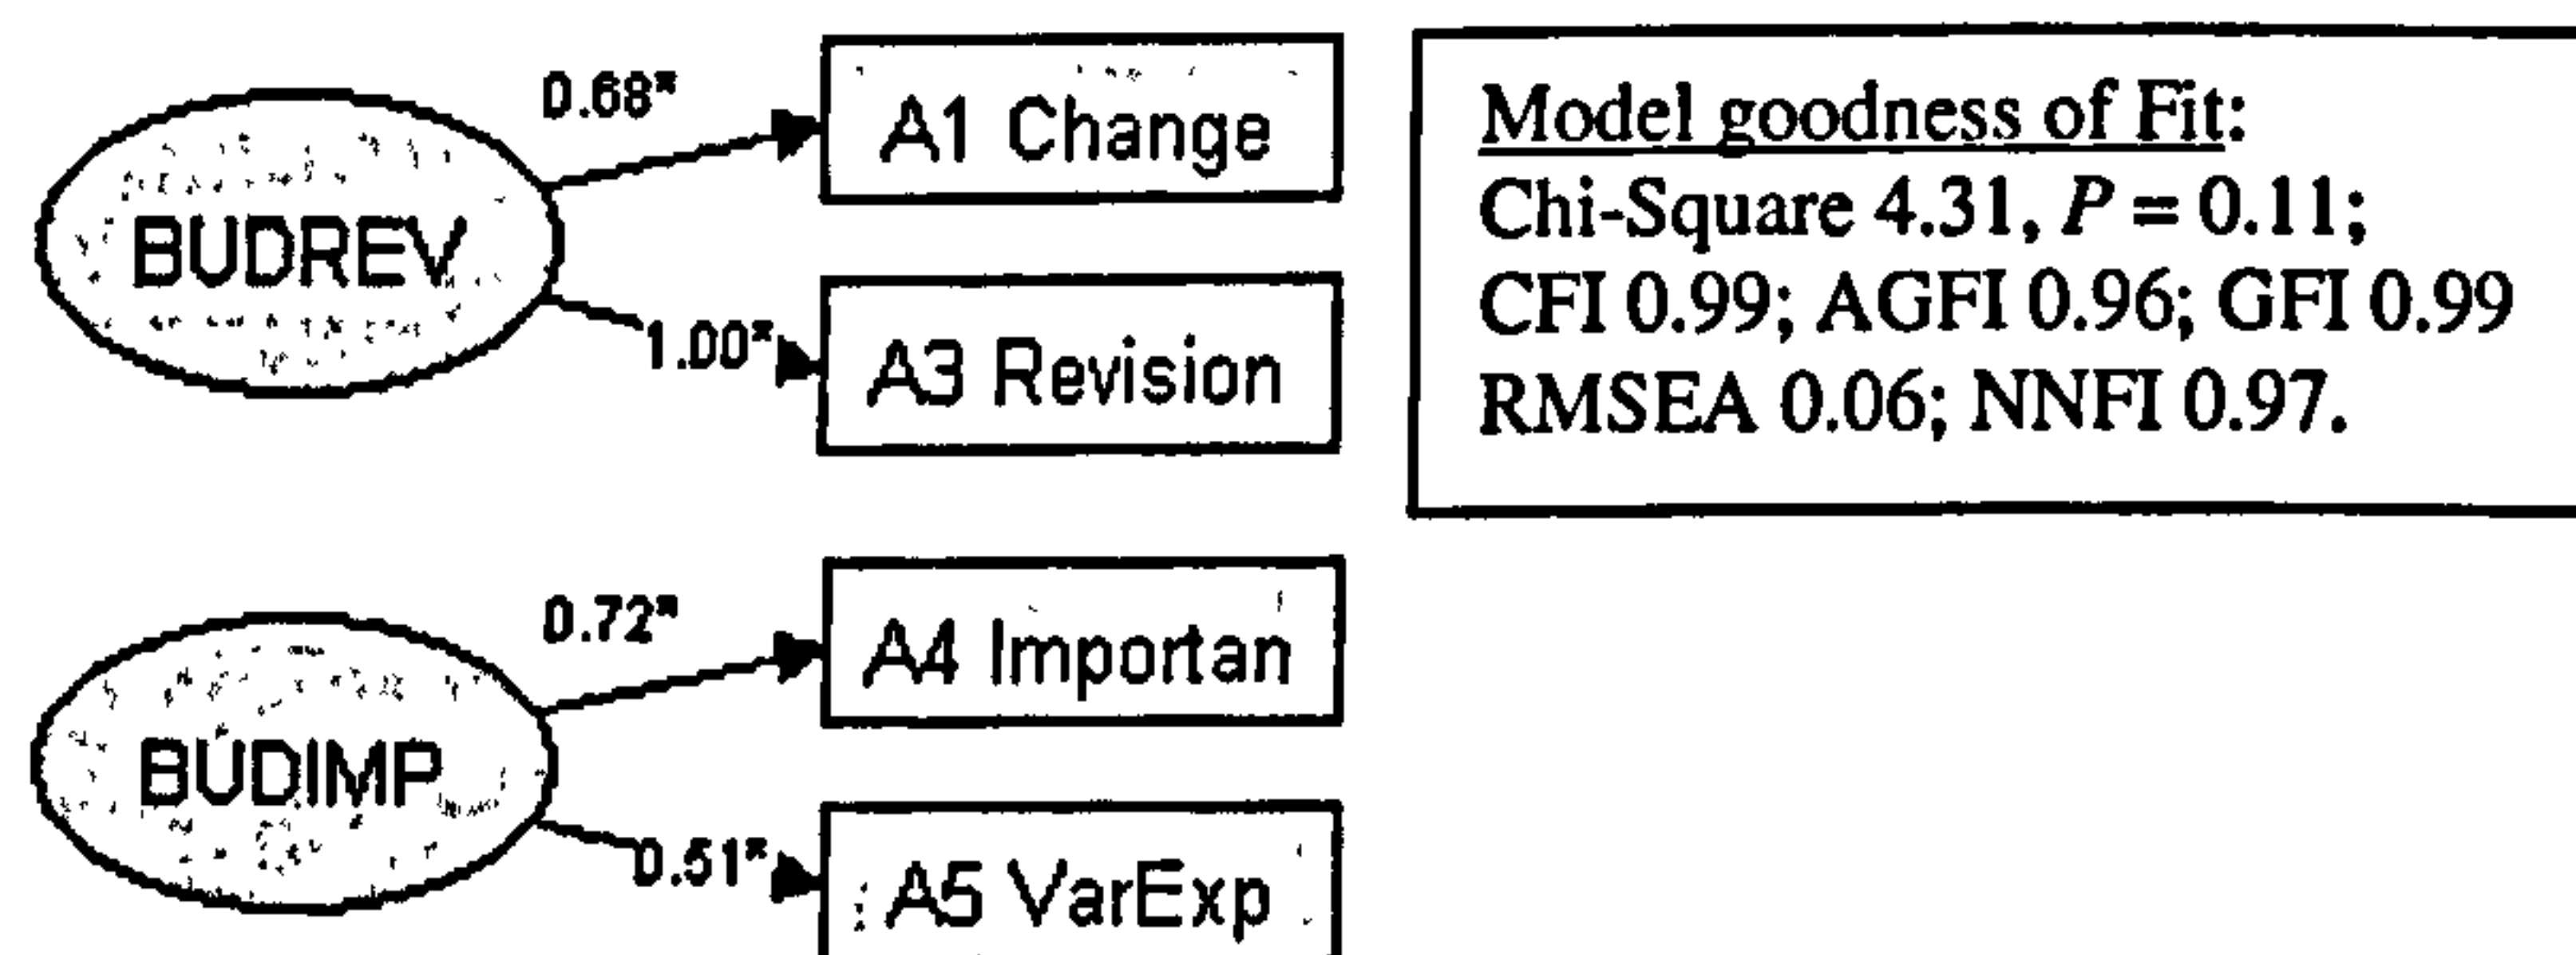 0.68*
A1 Change
BUDREV
1.00*
A3 Revision
Model goodness of Fit:
Chi-Square 4.31, P = 0.11;
CFI 0.99; AGFI 0.96; GFI 0.99
RMSEA 0.06; NNFI 0.97.
0.72*
A4 Importan
BUDIMP
0.51*
A5 VarExp